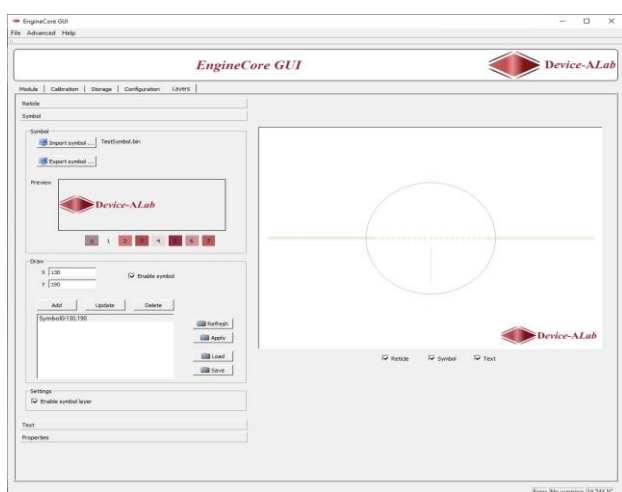 EngineCore GUI
File Advanced Help
EngineCore GUI
Device-ALab
Module Calibration Storage Configuration Layers
Reticle
Symbol
Symbol
Import symbol ... TestSymbol.bin
Export symbol ...
Preview
Device-ALab
0 1 2 3 4 5 6 7
Draw
X 130
Y 190
Enable symbol
Add Update Delete
Symbol0:130,190
Refresh
Apply
Load
Save
Settings
Enable symbol layer
Text
Properties
Device-ALab
Reticle Symbol Text